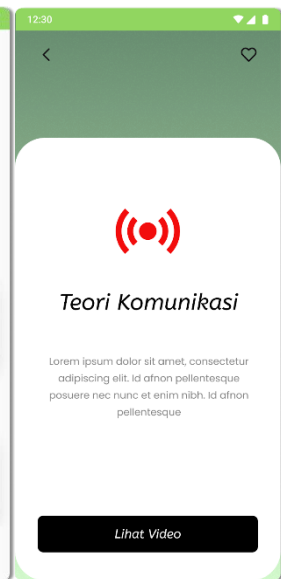 12:30
Teori Komunikasi
Lorem ipsum dolor sit amet, consectetur
adipiscing elit. Id afnon pellentesque
posuere nec nunc et enim nibh. Id afnon
pellentesque
Lihat Video